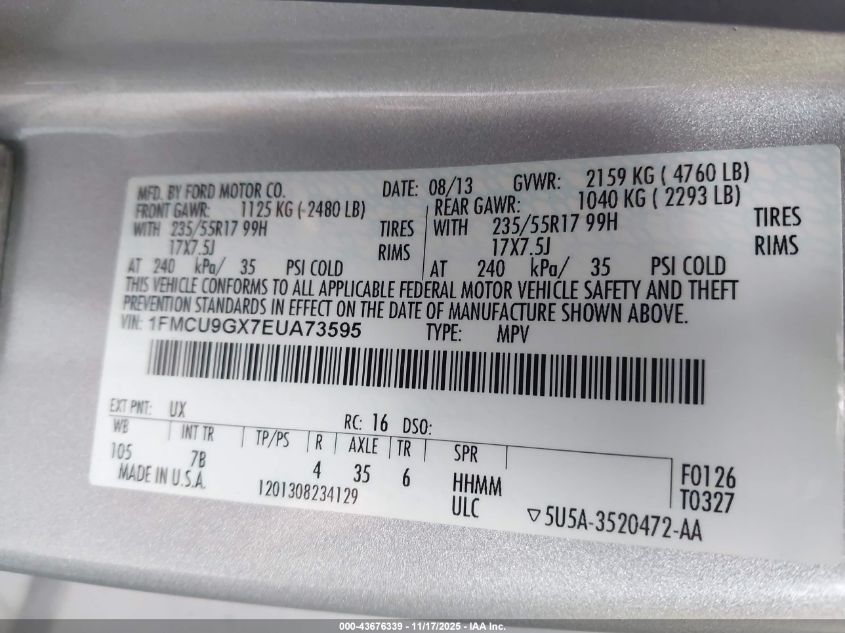 MFD. BY FORD MOTOR CO. DATE: 08/13 GVWR: 2159 KG ( 4760 LB)
FRONT GAWR: 1125 KG ( 2480 LB) REAR GAWR: 1040 KG ( 2293 LB)
WITH 235/55R17 99H TIRES WITH 235/55R17 99H TIRES
17X7.5J RIMS 17X7.5J RIMS
AT 240 kPa/ 35 PSI COLD AT 240 kPa/ 35 PSI COLD
THIS VEHICLE CONFORMS TO ALL APPLICABLE FEDERAL MOTOR VEHICLE SAFETY AND THEFT
PREVENTION STANDARDS IN EFFECT ON THE DATE OF MANUFACTURE SHOWN ABOVE.
VIN: 1FMCU9GX7EUA73595 TYPE: MPV
EXT PNT: UX RC: 16 DSO:
WB INT TR TP/PS R AXLE TR SPR
105 7B 4 35 6 HHMM F0126
MADE IN U.S.A. 1201308234129 ULC T0327
▽5U5A-3520472-AA
000-43676339 - 11/17/2025 - IAA Inc.